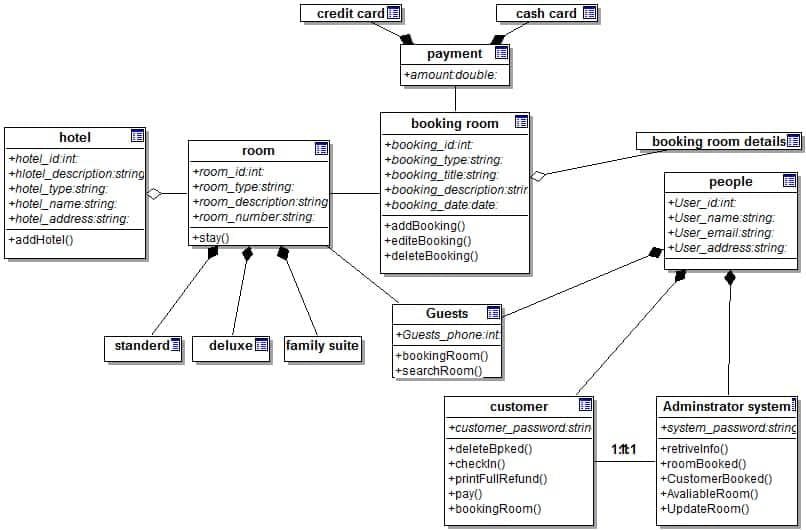 credit card
cash card
payment
+amount:double:
hotel
+hotel_id:int:
+hlotel_description:string
+hotel_type:string:
+hotel_name:string:
+hotel_address:string:
+addHotel()
room
+room_id:int:
+room_type:string:
+room_description:string
+room_number:string:
+stay()
booking room
+booking_id:int:
+booking_type:string:
+booking_title:string:
+booking_description:strin
+booking_date:date:
+addBooking()
+editeBooking()
+deleteBooking()
booking room details
people
+User_id:int:
+User_name:string:
+User_email:string:
+User_address:string:
standerd
deluxe
family suite
Guests
+Guests_phone:int:
+bookingRoom()
+searchRoom()
customer
+customer_password:strin
+deleteBpked()
+checkIn()
+printFullRefund()
+pay()
+bookingRoom()
Adminstrator system
+system_password:string
+retriveInfo()
+roomBooked()
+CustomerBooked()
+AvaliableRoom()
+UpdateRoom()